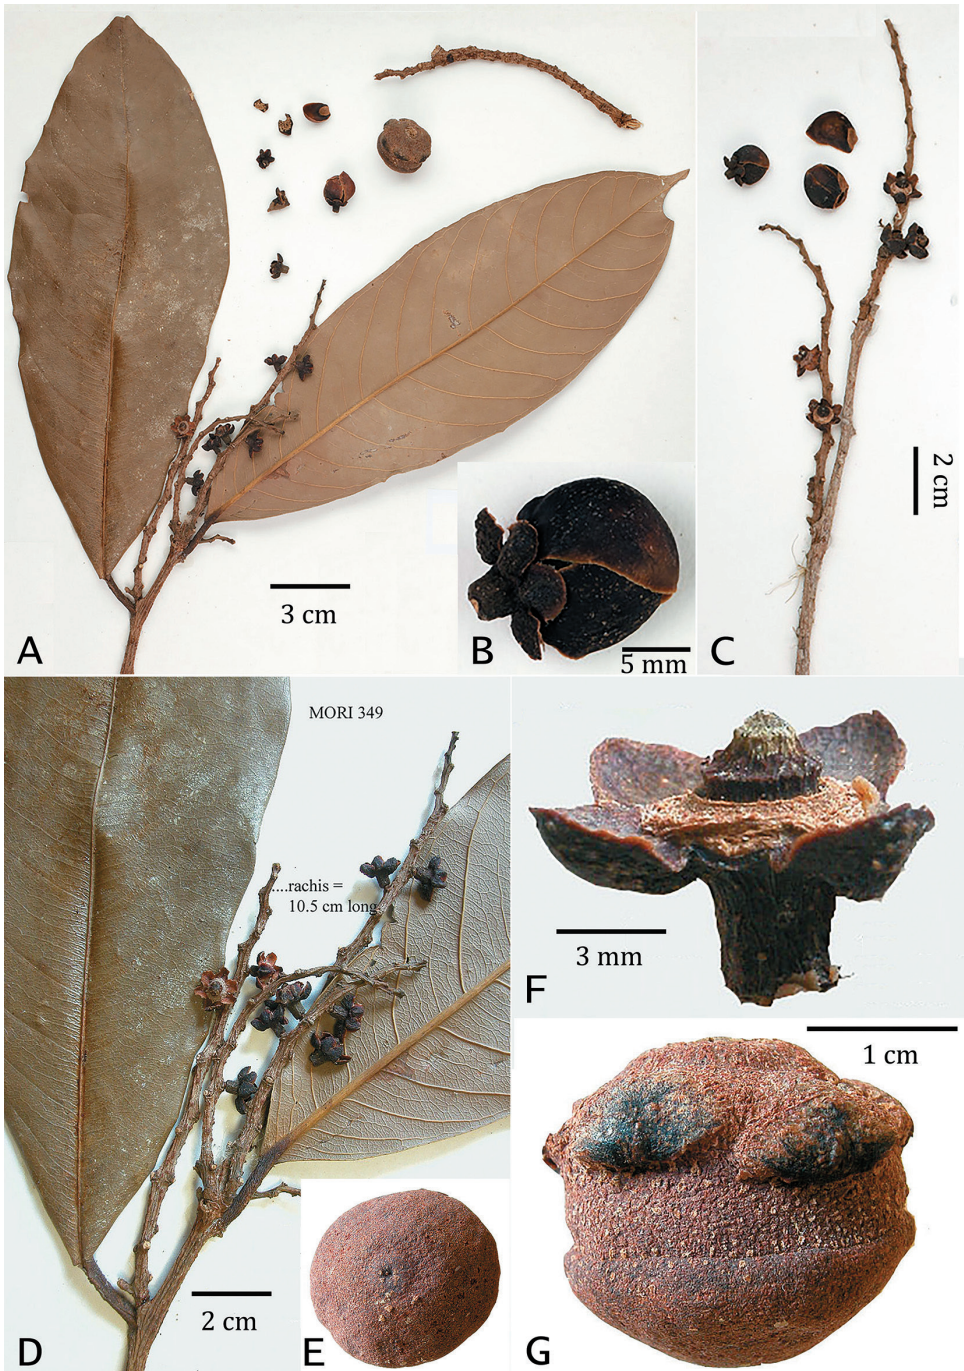 A
3 cm
B
5 mm
C
2 cm
MORI 349
....rachis =
10.5 cm long
D
2 cm
E
F
3 mm
G
1 cm